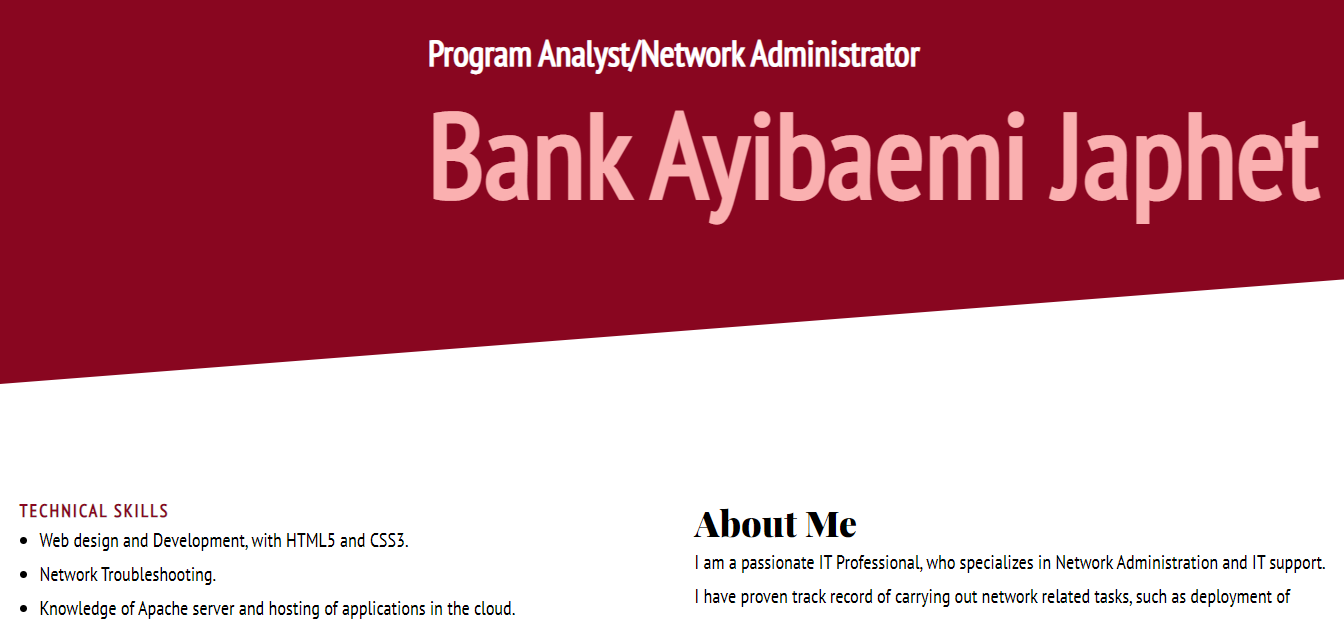 Program Analyst/Network Administrator
Bank Ayibaemi Japhet
TECHNICAL SKILLS
Web design and Development, with HTML5 and CSS3.
Network Troubleshooting.
Knowledge of Apache server and hosting of applications in the cloud.
About Me
I am a passionate IT Professional, who specializes in Network Administration and IT support.
I have proven track record of carrying out network related tasks, such as deployment of